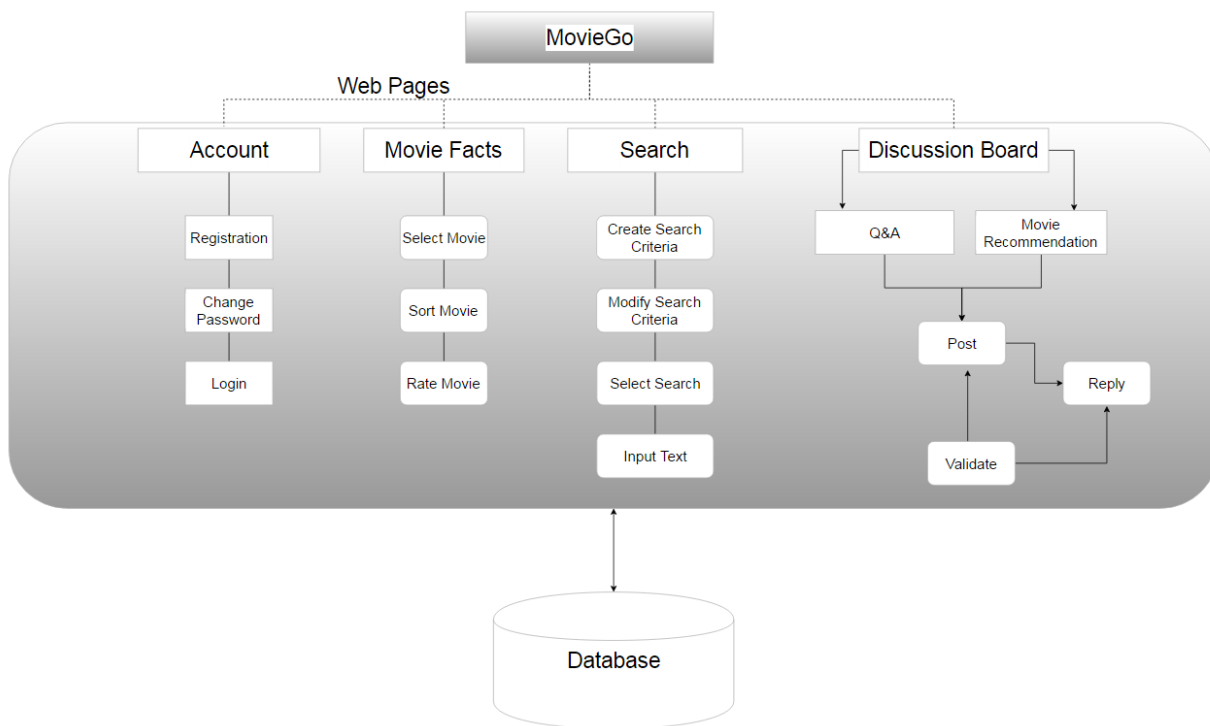 MovieGo
Web Pages
Account
Movie Facts
Search
Discussion Board
Registration
Change
Password
Login
Select Movie
Sort Movie
Rate Movie
Create Search
Criteria
Modify Search
Criteria
Select Search
Input Text
Q&A
Movie
Recommendation
Post
Reply
Validate
Database